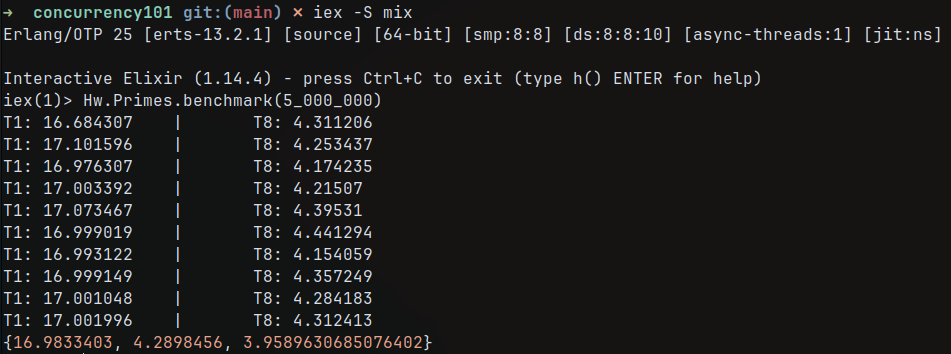 → concurrency101 git:(main) × iex -S mix
Erlang/OTP 25 [erts-13.2.1] [source] [64-bit] [smp:8:8] [ds:8:8:10] [async-threads:1] [jit:ns]
Interactive Elixir (1.14.4) - press Ctrl+C to exit (type h() ENTER for help)
iex(1)> Hw.Primes.benchmark(5_000_000)
T1: 16.684307 | T8: 4.311206
T1: 17.101596 | T8: 4.253437
T1: 16.976307 | T8: 4.174235
T1: 17.003392 | T8: 4.21507
T1: 17.073467 | T8: 4.39531
T1: 16.999019 | T8: 4.441294
T1: 16.993122 | T8: 4.154059
T1: 16.999149 | T8: 4.357249
T1: 17.001048 | T8: 4.284183
T1: 17.001996 | T8: 4.312413
{16.9833403, 4.2898456, 3.9589630685076402}